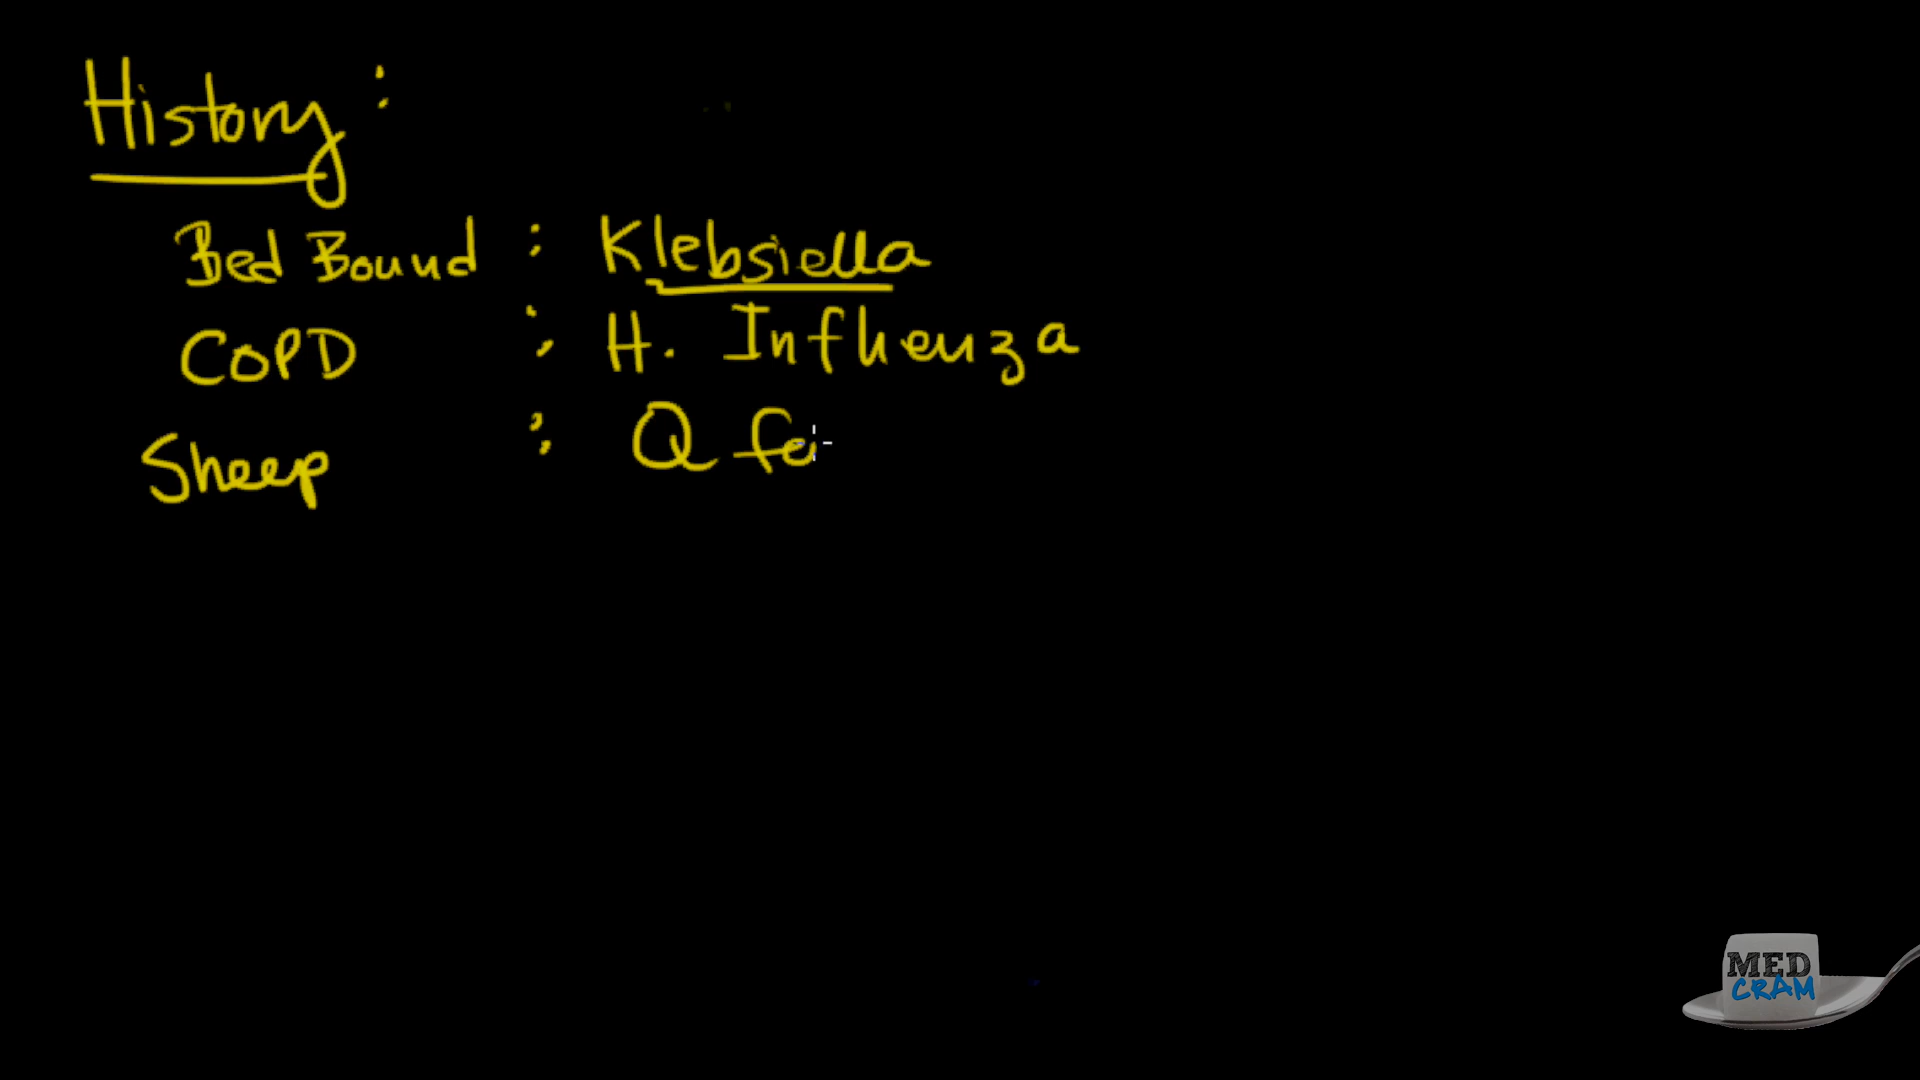 History:
Bed Bound : Klebsiella
COPD : H. Influenza
Sheep : Q fe
MED
CRAM